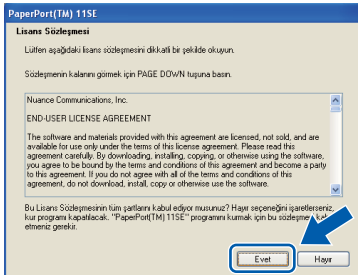 PaperPort(TM) 11SE
Lisans Sözleşmesi
Lütfen aşağıdaki lisans sözleşmesini dikkatli bir şekilde okuyun.
Sözleşmenin kalanını görmek için PAGE DOWN tuşuna basın.
Nuance Communications, Inc.
END-USER LICENSE AGREEMENT
The software and materials provided with this agreement are licensed, not sold, and are
available for use only under the terms of this license agreement. Please read this
agreement carefully. By downloading, installing, copying, or otherwise using the software,
you agree to be bound by the terms and conditions of this agreement and become a party
to this agreement. If you do not agree with all of the terms and conditions of this
agreement, do not download, install, copy or otherwise use the software.
Bu Lisans Sözleşmesinin tüm şartlarını kabul ediyor musunuz? Hayır seçeneğini işaretlerseniz,
kur programı kapatılacak. "PaperPort(TM) 11SE" programını kurmak için bu sözleşmeyi
etmeniz gerekir.
Evet
Hayır